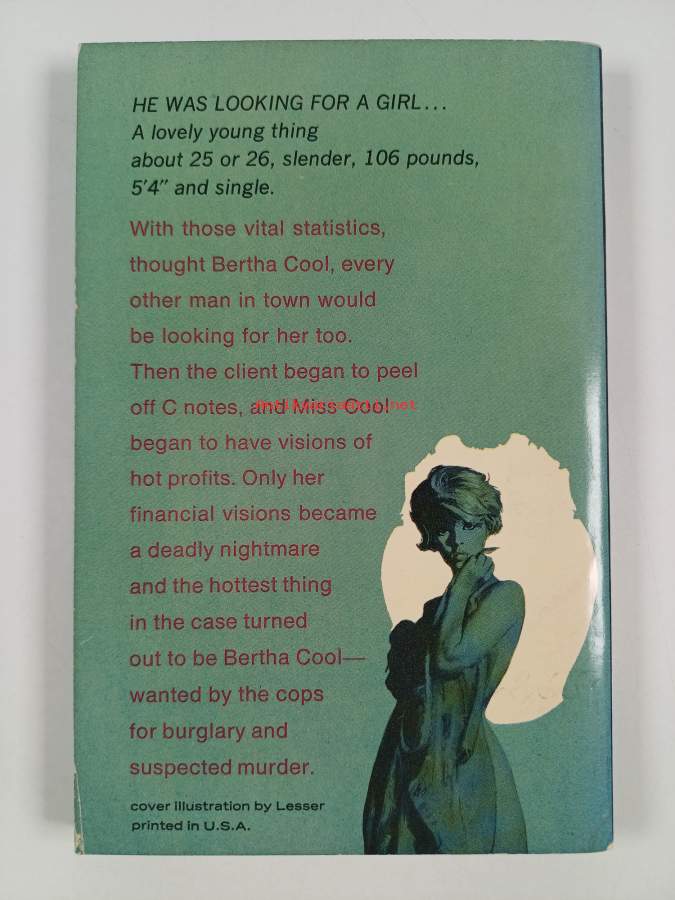 HE WAS LOOKING FOR A GIRL...
A lovely young thing
about 25 or 26, slender, 106 pounds,
5'4" and single.
With those vital statistics,
thought Bertha Cool, every
other man in town would
be looking for her too.
Then the client began to peel
off C notes, and Miss Cool
began to have visions of
hot profits. Only her
financial visions became
a deadly nightmare
and the hottest thing
in the case turned
out to be Bertha Cool—
wanted by the cops
for burglary and
suspected murder.
cover illustration by Lesser
printed in U.S.A.